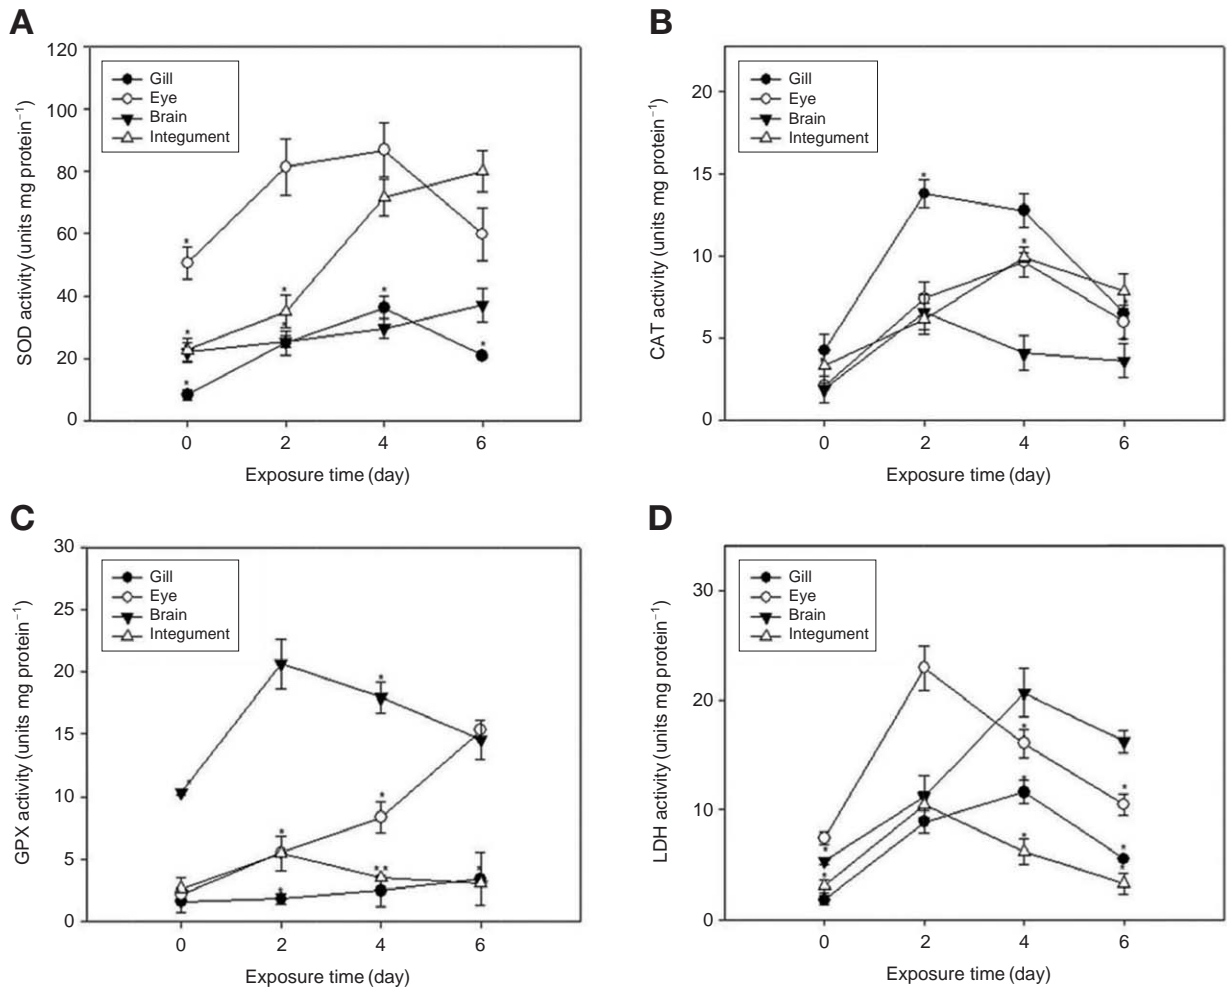 A
SOD activity (units mg protein⁻¹)
120
100
80
60
40
20
0
Gill
Eye
Brain
Integument
0 2 4 6
Exposure time (day)
B
CAT activity (units mg protein⁻¹)
20
15
10
5
0
Gill
Eye
Brain
Integument
0 2 4 6
Exposure time (day)
C
GPX activity (units mg protein⁻¹)
30
25
20
15
10
5
0
Gill
Eye
Brain
Integument
0 2 4 6
Exposure time (day)
D
LDH activity (units mg protein⁻¹)
30
20
10
0
Gill
Eye
Brain
Integument
0 2 4 6
Exposure time (day)